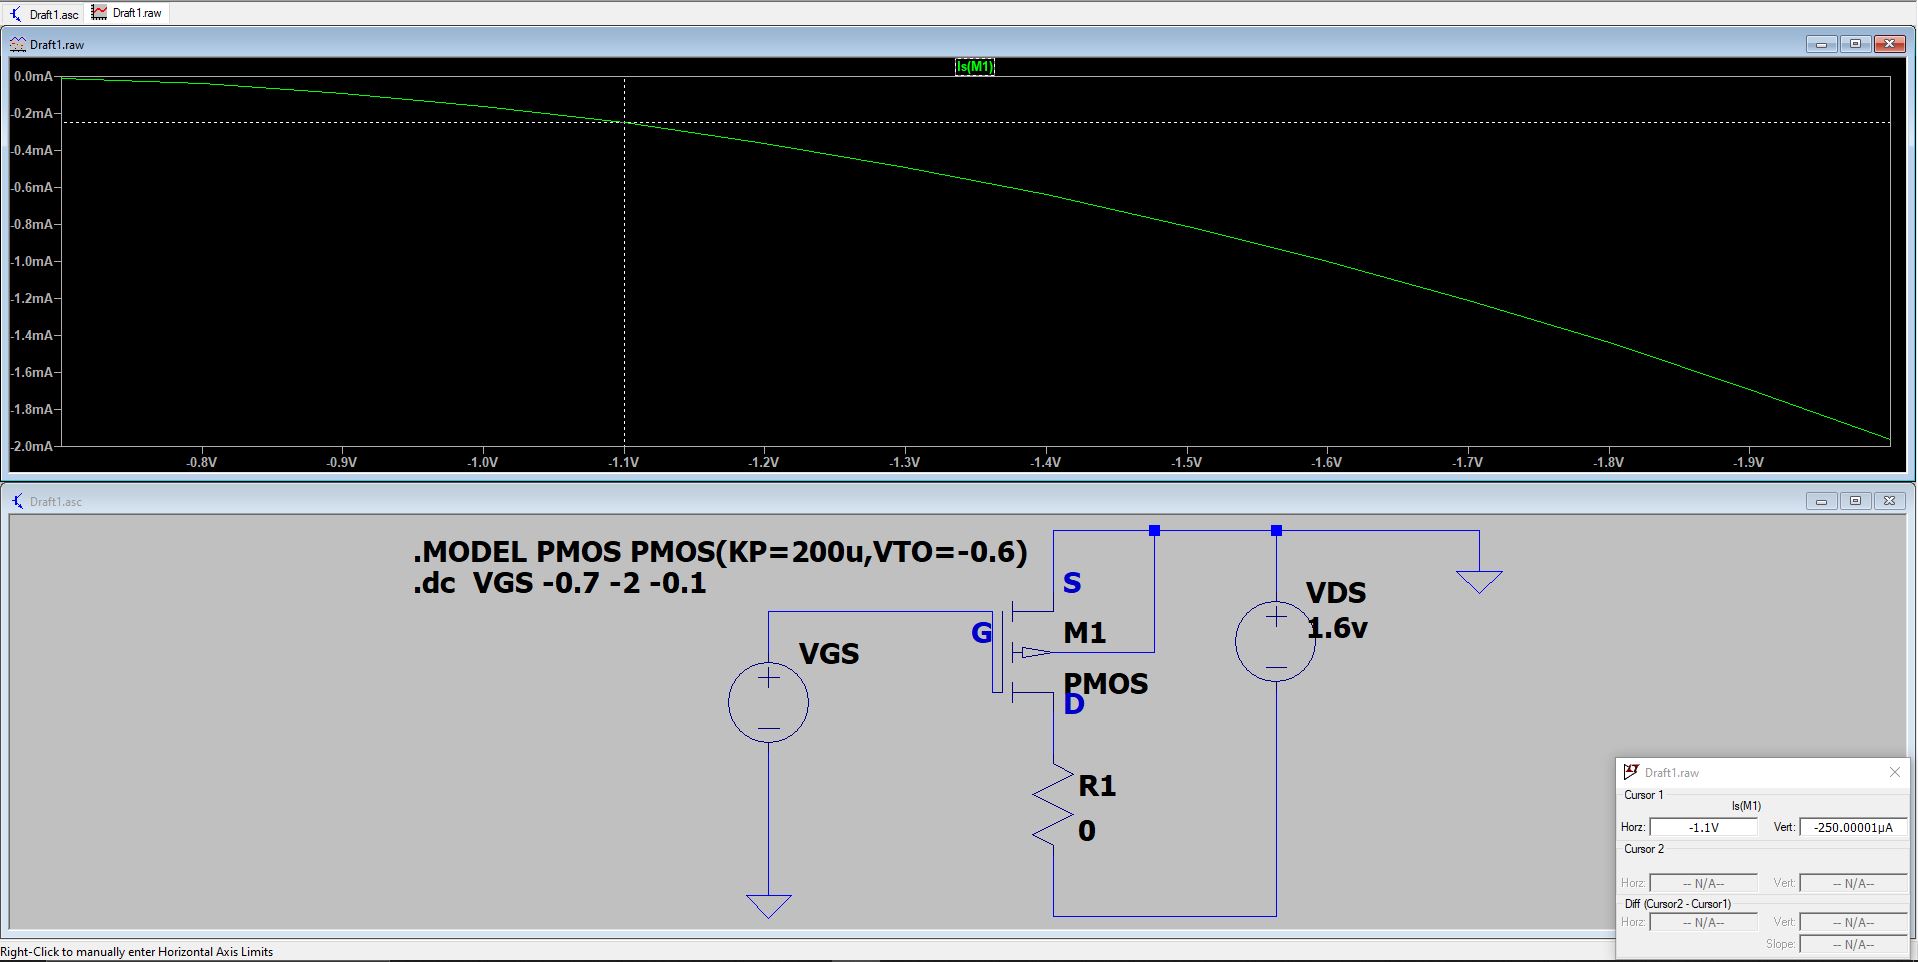 Draft1.asc Draft1.raw
Draft1.raw
Is(M1)
0.0mA
-0.2mA
-0.4mA
-0.6mA
-0.8mA
-1.0mA
-1.2mA
-1.4mA
-1.6mA
-1.8mA
-2.0mA
-0.8V -0.9V -1.0V -1.1V -1.2V -1.3V -1.4V -1.5V -1.6V -1.7V -1.8V -1.9V
Draft1.asc
.MODEL PMOS PMOS(KP=200u,VTO=-0.6)
.dc VGS -0.7 -2 -0.1
S
VDS
1.6v
G
M1
VGS
PMOS
D
R1
0
Draft1.raw
Cursor 1
Is(M1)
Horz: -1.1V Vert: -250.00001µA
Cursor 2
Horz: -- N/A-- Vert: -- N/A--
Diff (Cursor2 - Cursor1)
Horz: -- N/A-- Vert: -- N/A--
Slope: -- N/A--
Right-Click to manually enter Horizontal Axis Limits